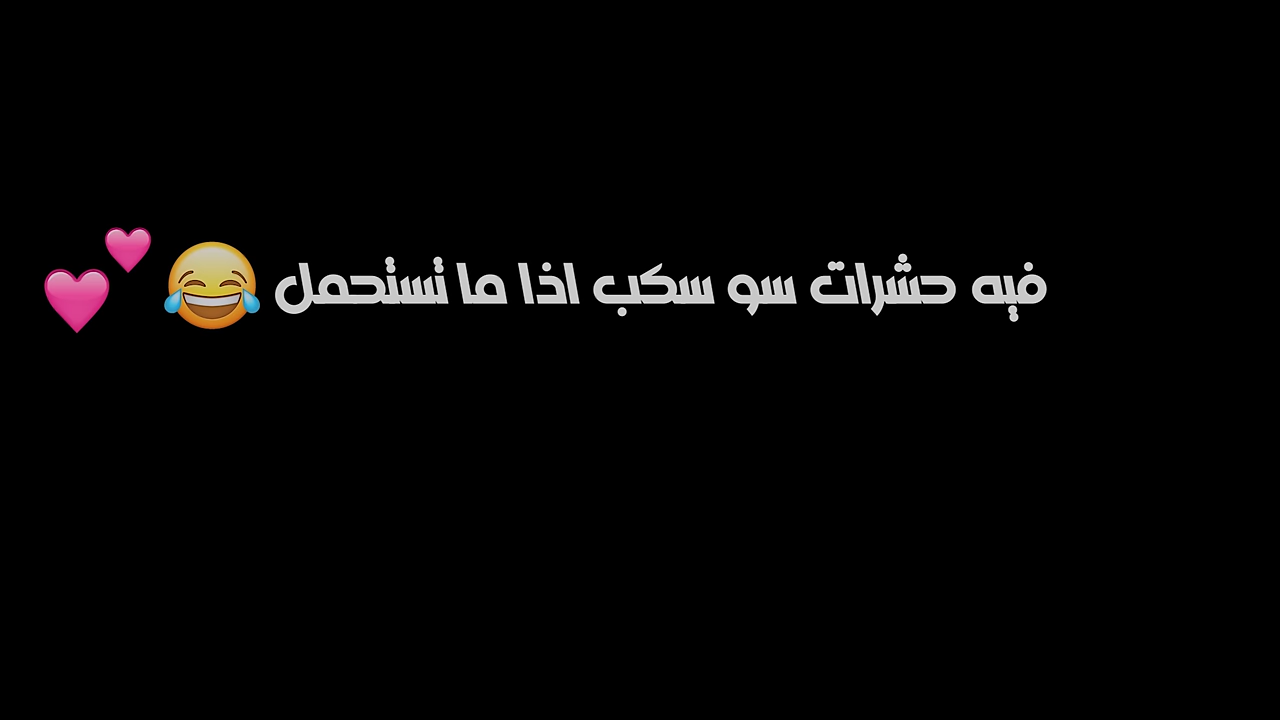 فيه حشرات سو سكب اذا ما تستحمل 😂 💕